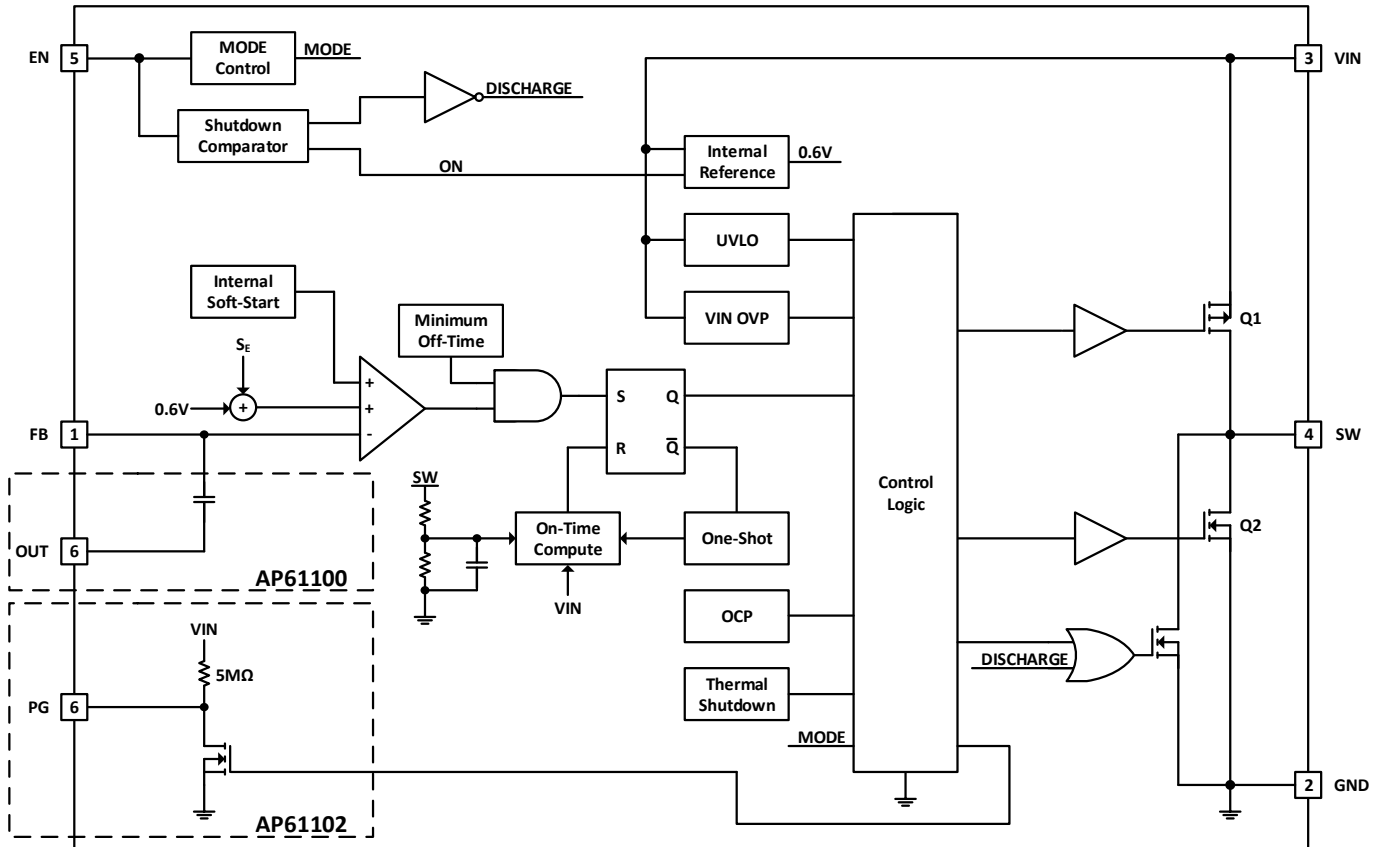 EN
5
MODE
Control
MODE
3
VIN
DISCHARGE
Shutdown
Comparator
ON
Internal
Reference
0.6V
UVLO
Internal
Soft-Start
VIN OVP
Minimum
Off-Time
Q1
SE
0.6V
+
+
+
-
S
Q
R
Q
FB
1
4
SW
SW
Control
Logic
Q2
OUT
6
On-Time
Compute
One-Shot
AP61100
VIN
VIN
OCP
5MΩ
DISCHARGE
PG
6
Thermal
Shutdown
MODE
2
GND
AP61102